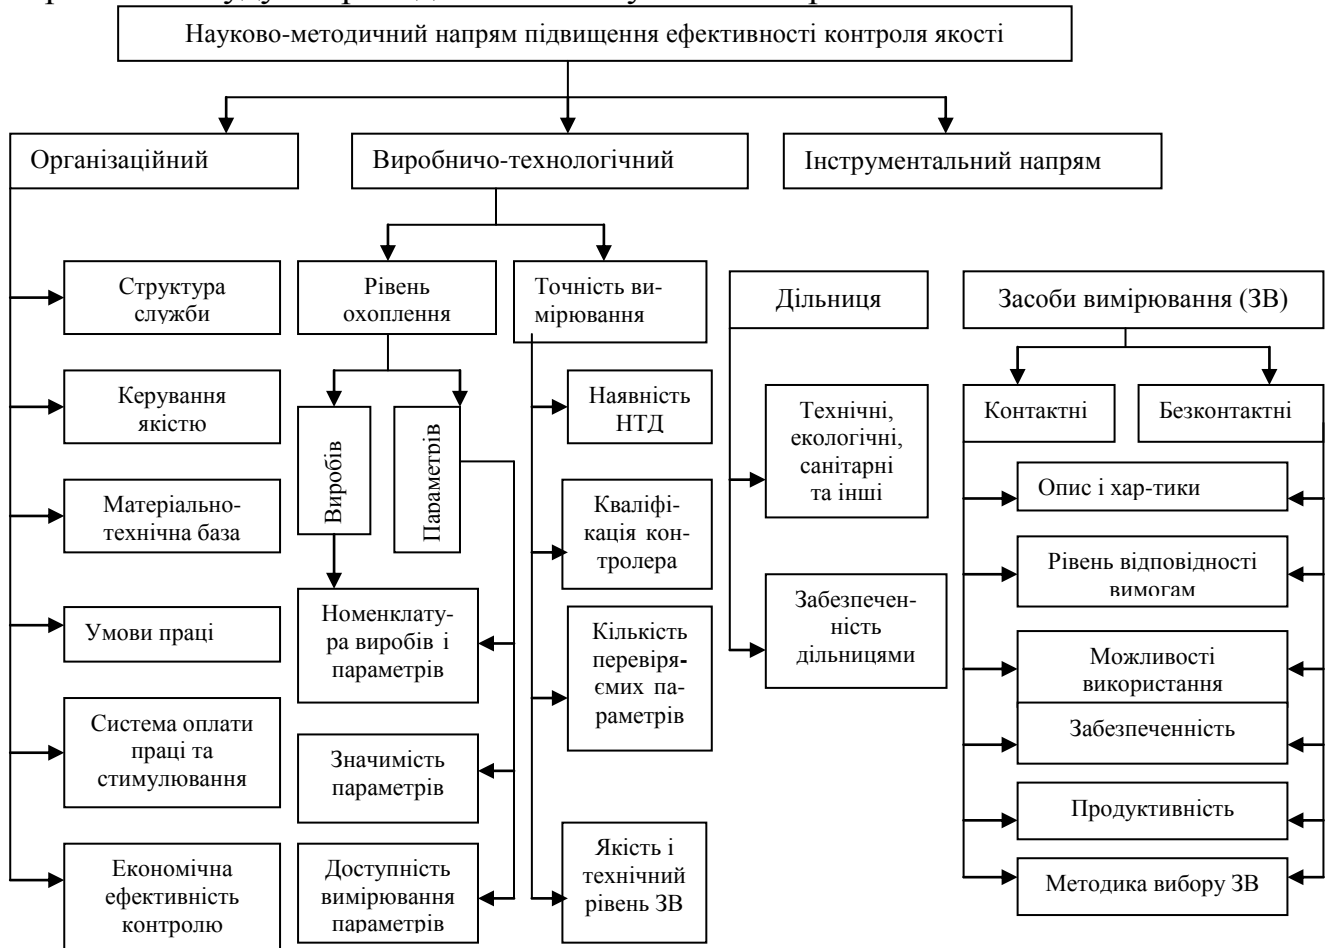 Науково-методичний напрям підвищення ефективності контроля якості
Організаційний
Виробничо-технологічний
Інструментальний напрям
Структура
служби
Керування
якістю
Матеріально-
технічна база
Умови праці
Система оплати
праці та
стимулювання
Економічна
ефективність
контролю
Рівень
охоплення
Виробів
Параметрів
Номенклату-
ра виробів і
параметрів
Значимість
параметрів
Доступність
вимірювання
параметрів
Точність ви-
мірювання
Наявність
НТД
Кваліфі-
кація кон-
тролера
Кількість
перевіря-
ємих па-
раметрів
Якість і
технічний
рівень ЗВ
Дільниця
Технічні,
екологічні,
санітарні
та інші
Забезпечен-
ність
дільницями
Засоби вимірювання (ЗВ)
Контактні
Безконтактні
Опис і хар-тики
Рівень відповідності
вимогам
Можливості
використання
Забезпеченність
Продуктивність
Методика вибору ЗВ